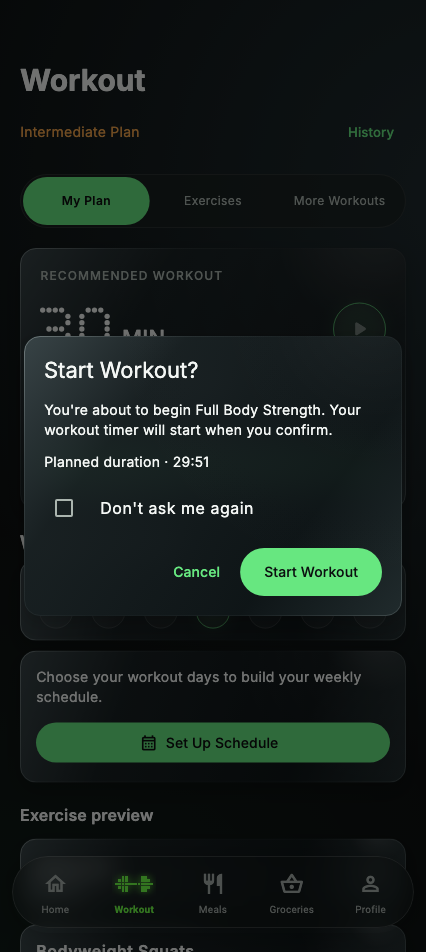 Workout
Intermediate Plan
History
My Plan
Exercises
More Workouts
RECOMMENDED WORKOUT
30 MIN
Start Workout?
You're about to begin Full Body Strength. Your
workout timer will start when you confirm.
Planned duration · 29:51
Don't ask me again
Cancel
Start Workout
Choose your workout days to build your weekly
schedule.
Set Up Schedule
Exercise preview
Home
Workout
Meals
Groceries
Profile
Bodyweight Squats